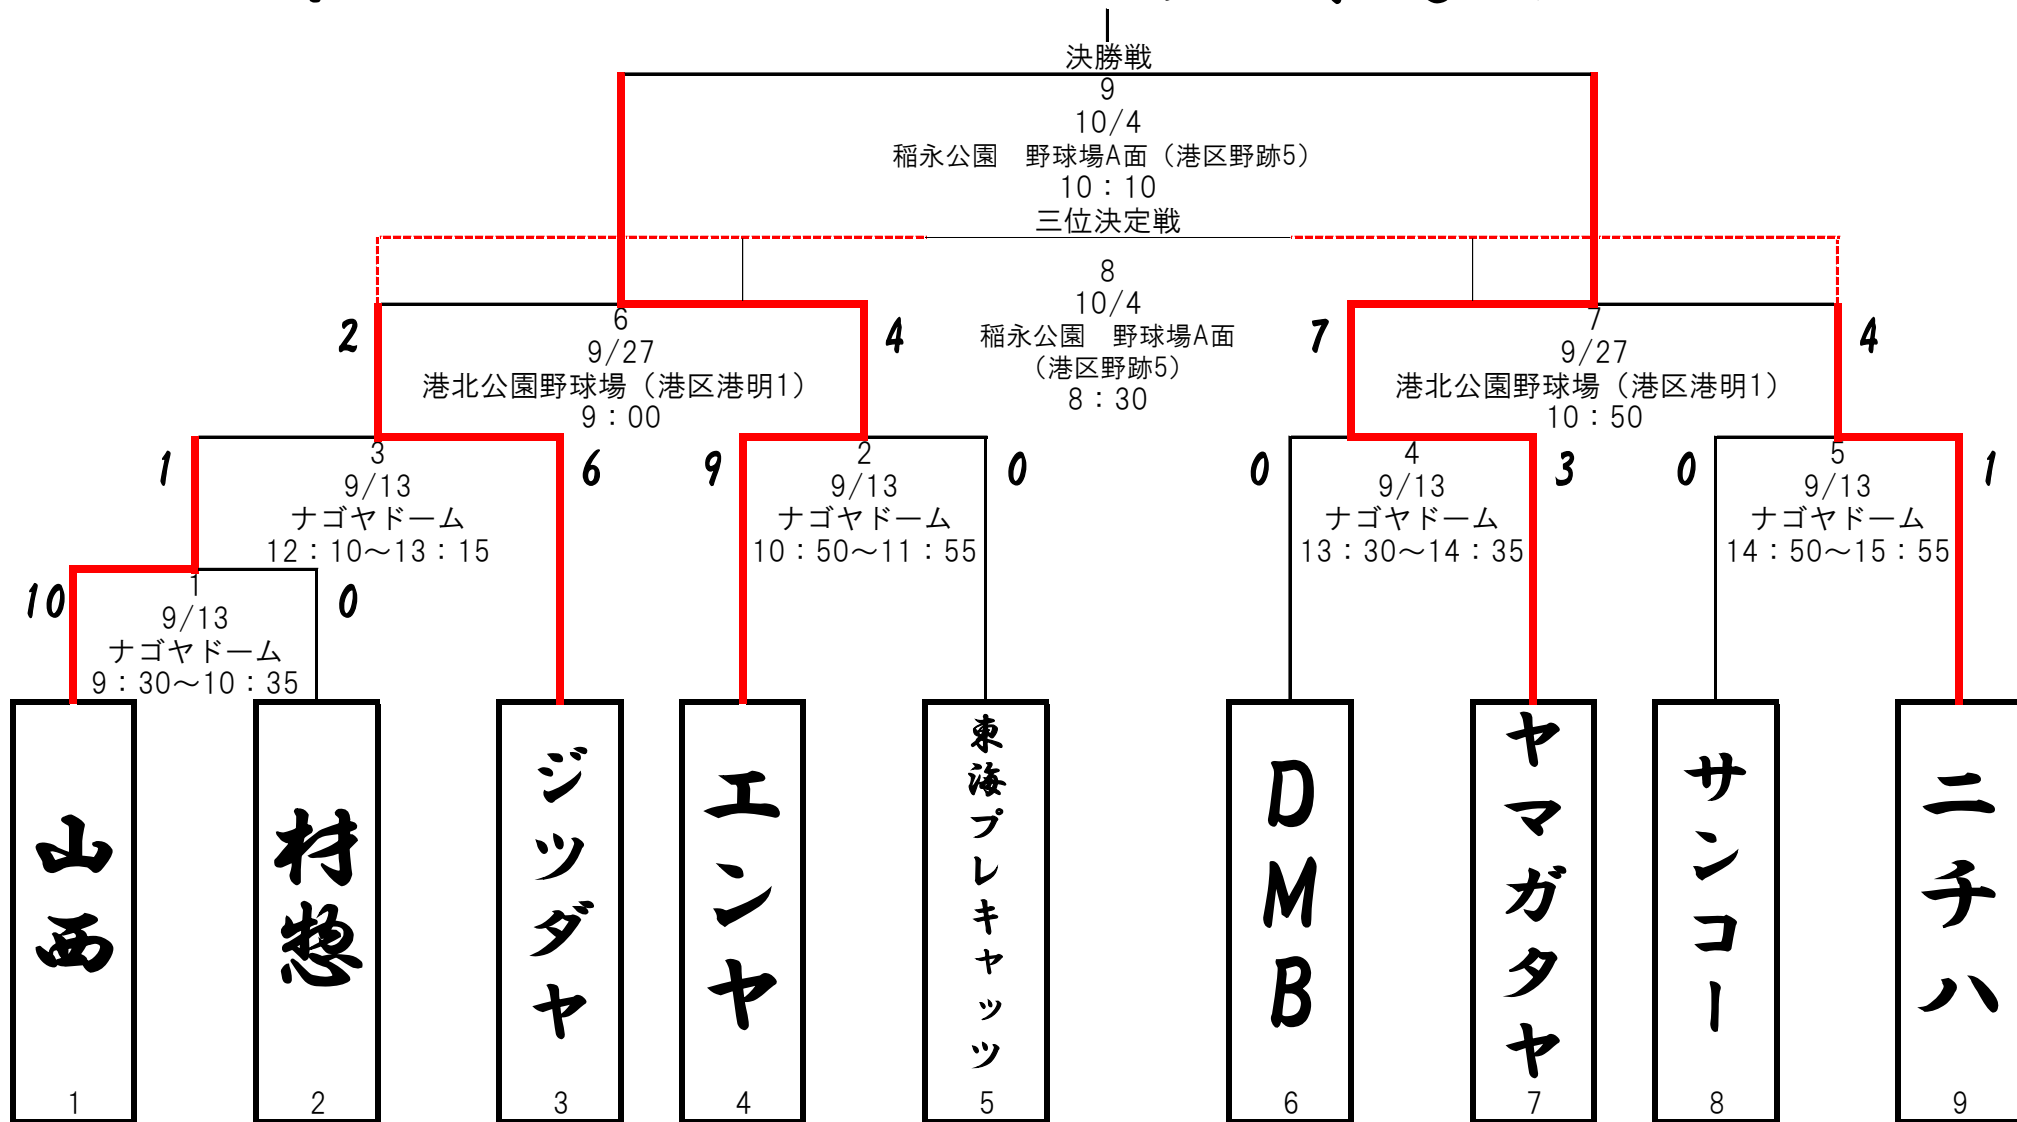 決勝戦
9
10/4
稲永公園　野球場A面（港区野跡5）
10：10
三位決定戦
8
10/4
稲永公園　野球場A面
（港区野跡5）
8：30
2
6
9/27
港北公園野球場（港区港明1）
9：00
4
7
7
9/27
港北公園野球場（港区港明1）
10：50
4
1
3
9/13
ナゴヤドーム
12：10～13：15
6
9
2
9/13
ナゴヤドーム
10：50～11：55
0
0
4
9/13
ナゴヤドーム
13：30～14：35
3
0
5
9/13
ナゴヤドーム
14：50～15：55
1
10
1
9/13
ナゴヤドーム
9：30～10：35
0
山西
1
材惣
2
ジツダヤ
3
エンヤ
4
東海プレキャッツ
5
DMB
6
ヤマガタヤ
7
サンコー
8
ニチハ
9